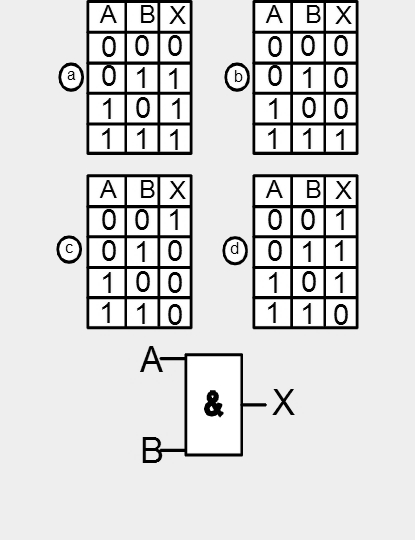 A B X A B X
0 0 0 0 0 0
a 0 1 1 b 0 1 0
1 0 1 1 0 0
1 1 1 1 1 1
A B X A B X
0 0 1 0 0 1
c 0 1 0 d 0 1 1
1 0 0 1 0 1
1 1 0 1 1 0
A
& X
B